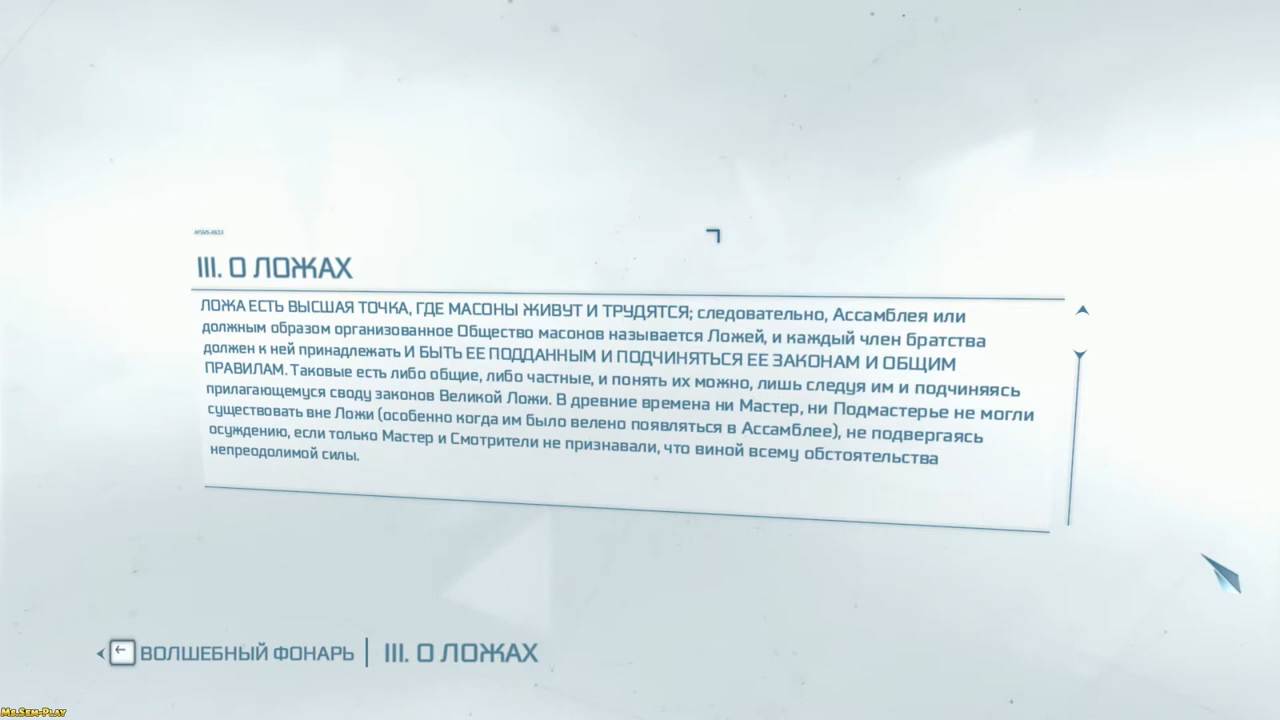 III. О ЛОЖАХ
ЛОЖА ЕСТЬ ВЫСШАЯ ТОЧКА, ГДЕ МАСОНЫ ЖИВУТ И ТРУДЯТСЯ; следовательно, Ассамблея или
должным образом организованное Общество масонов называется Ложей, и каждый член братства
должен к ней принадлежать И БЫТЬ ЕЕ ПОДДАННЫМ И ПОДЧИНЯТЬСЯ ЕЕ ЗАКОНАМ И ОБЩИМ
ПРАВИЛАМ. Таковые есть либо общие, либо частные, и понять их можно, лишь следуя им и подчиняясь
прилагающемуся своду законов Великой Ложи. В древние времена ни Мастер, ни Подмастерье не могли
существовать вне Ложи (особенно когда им было велено появляться в Ассамблее), не подвергаясь
осуждению, если только Мастер и Смотрители не признавали, что виной всему обстоятельства
непреодолимой силы.
ВОЛШЕБНЫЙ ФОНАРЬ | III. О ЛОЖАХ
Ms.Sem-Play